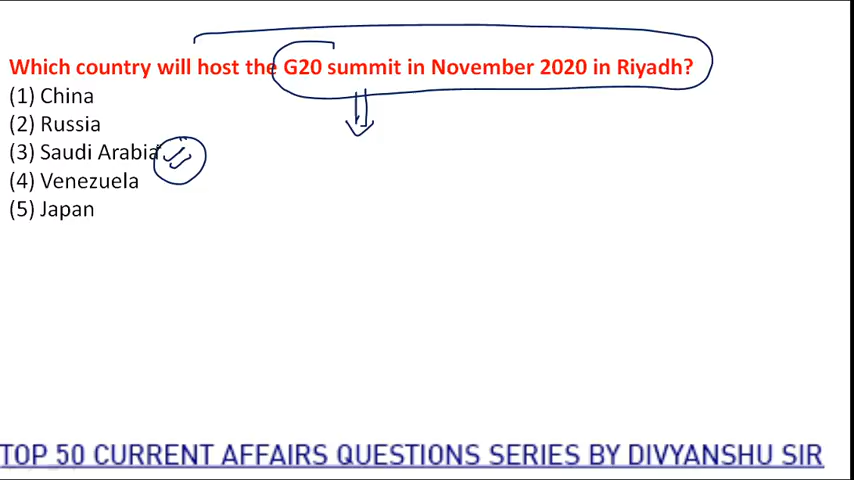 Which country will host the G20 summit in November 2020 in Riyadh?
(1) China
(2) Russia
(3) Saudi Arabia
(4) Venezuela
(5) Japan
TOP 50 CURRENT AFFAIRS QUESTIONS SERIES BY DIVYANSHU SIR